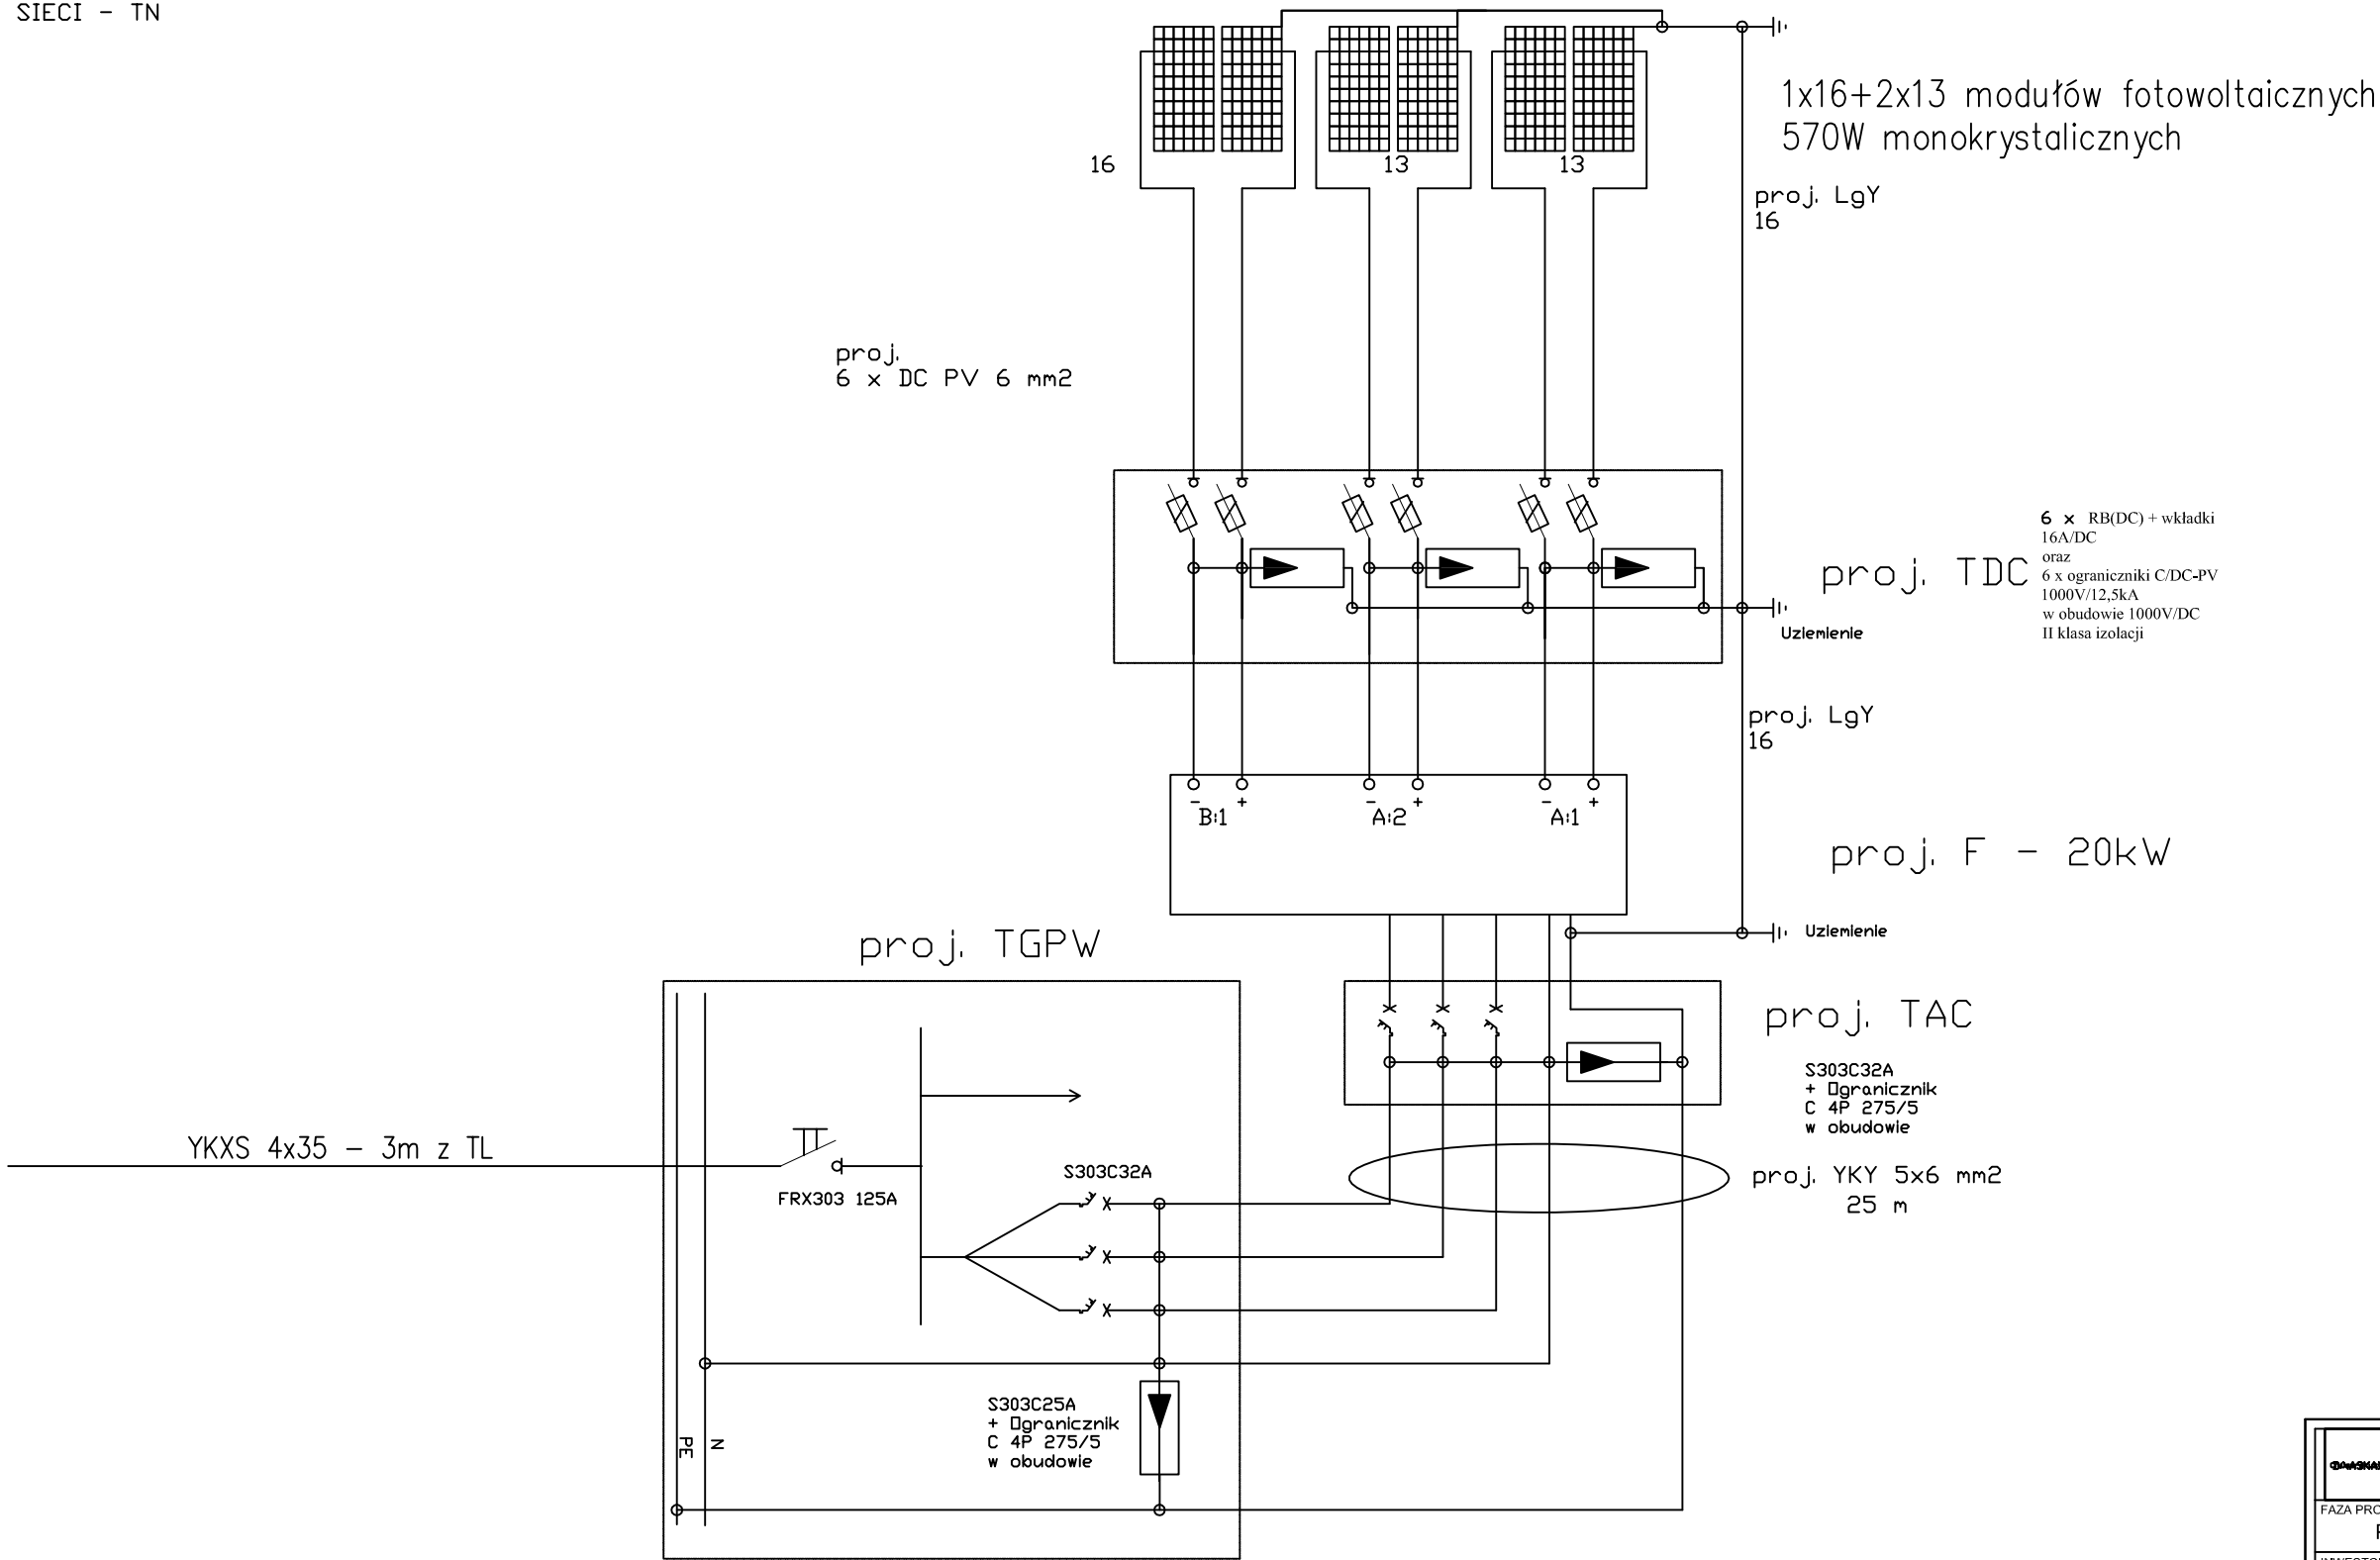 SIECI - TN
1x16+2x13 modułów fotowoltaicznych
570W monokrystalicznych
16
13
13
proj. LgY
16
proj.
6 x DC PV 6 mm2
6 x RB(DC) + wkładki
16A/DC
oraz
6 x ograniczniki C/DC-PV
1000V/12,5kA
w obudowie 1000V/DC
II klasa izolacji
proj. TDC
Uziemienie
proj. LgY
16
- + - + - +
B:1 A:2 A:1
proj. F - 20kW
Uziemienie
proj. TGPW
proj. TAC
S303C32A
+ Ogranicznik
C 4P 275/5
w obudowie
YKXS 4x35 - 3m z TL
FRX303 125A
S303C32A
proj. YKY 5x6 mm2
25 m
S303C25A
+ Ogranicznik
C 4P 275/5
w obudowie
PE
N
FAZA PRO